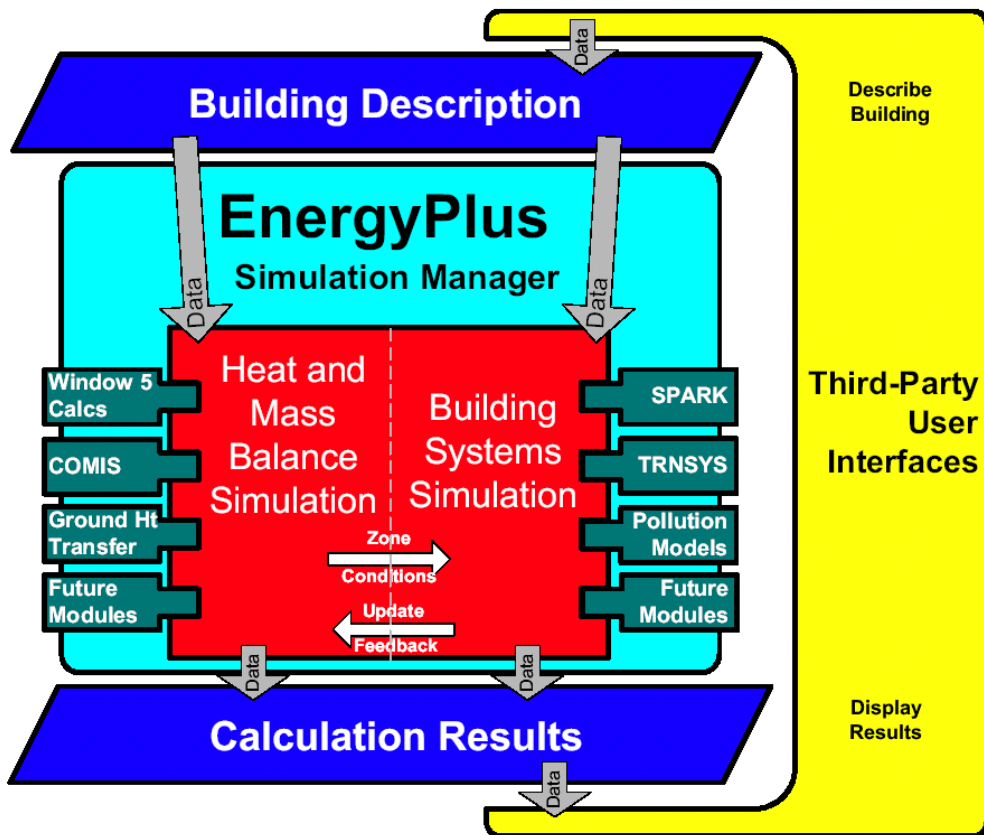 Data
Building Description
Describe
Building
Data
Data
EnergyPlus
Simulation Manager
Window 5
Calcs
COMIS
Ground Ht
Transfer
Future
Modules
Heat and
Mass
Balance
Simulation
Building
Systems
Simulation
Zone
Conditions
Update
Feedback
SPARK
TRNSYS
Pollution
Models
Future
Modules
Third-Party
User
Interfaces
Data
Data
Calculation Results
Display
Results
Data